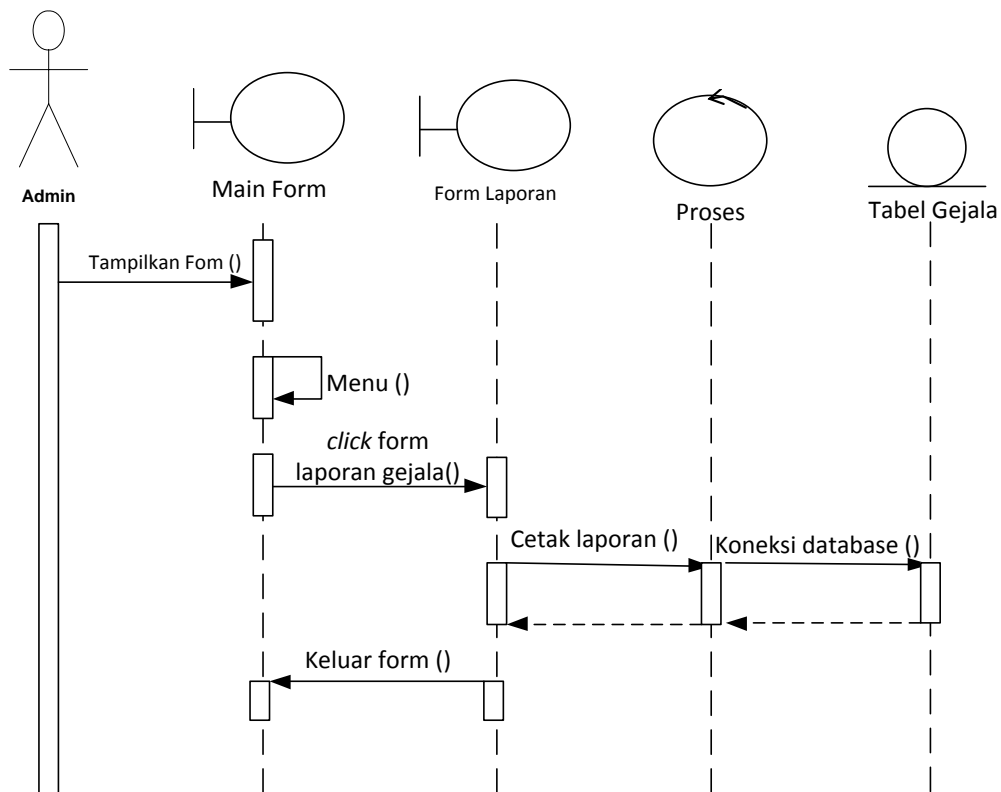 Admin
Main Form
Form Laporan
Proses
Tabel Gejala
Tampilkan Fom ()
Menu ()
click form
laporan gejala()
Cetak laporan ()
Koneksi database ()
Keluar form ()